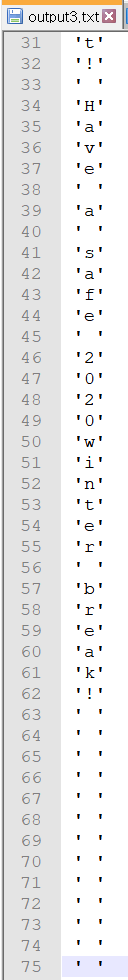 output3.txt
31 't'
32 '!'
33 ' '
34 'H'
35 'a'
36 'v'
37 'e'
38 ' '
39 'a'
40 ' '
41 's'
42 'a'
43 'f'
44 'e'
45 ' '
46 '2'
47 '0'
48 '2'
49 '0'
50 'w'
51 'i'
52 'n'
53 't'
54 'e'
55 'r'
56 ' '
57 'b'
58 'r'
59 'e'
60 'a'
61 'k'
62 '!'
63 ' '
64 ' '
65 ' '
66 ' '
67 ' '
68 ' '
69 ' '
70 ' '
71 ' '
72 ' '
73 ' '
74 ' '
75 ' '